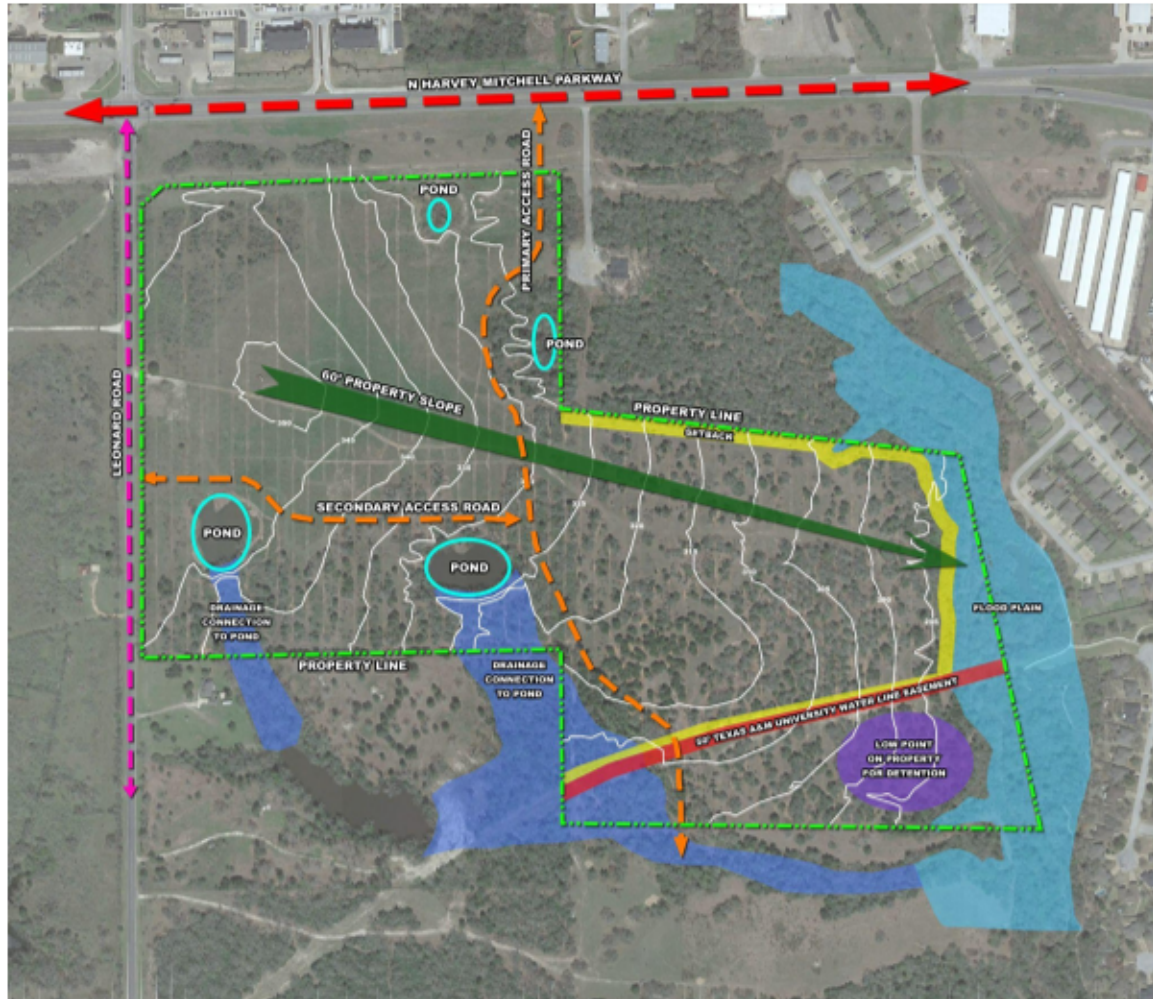 N HARVEY MITCHELL PARKWAY
PRIMARY ACCESS ROAD
POND
LEONARD ROAD
POND
60' PROPERTY SLOPE
PROPERTY LINE
SETBACK
SECONDARY ACCESS ROAD
POND
POND
DRAINAGE
CONNECTION
TO POND
FLOOD PLAIN
PROPERTY LINE
DRAINAGE
CONNECTION
TO POND
60' TEXAS A&M UNIVERSITY WATER LINE EASEMENT
LOW POINT
ON PROPERTY
FOR DETENTION